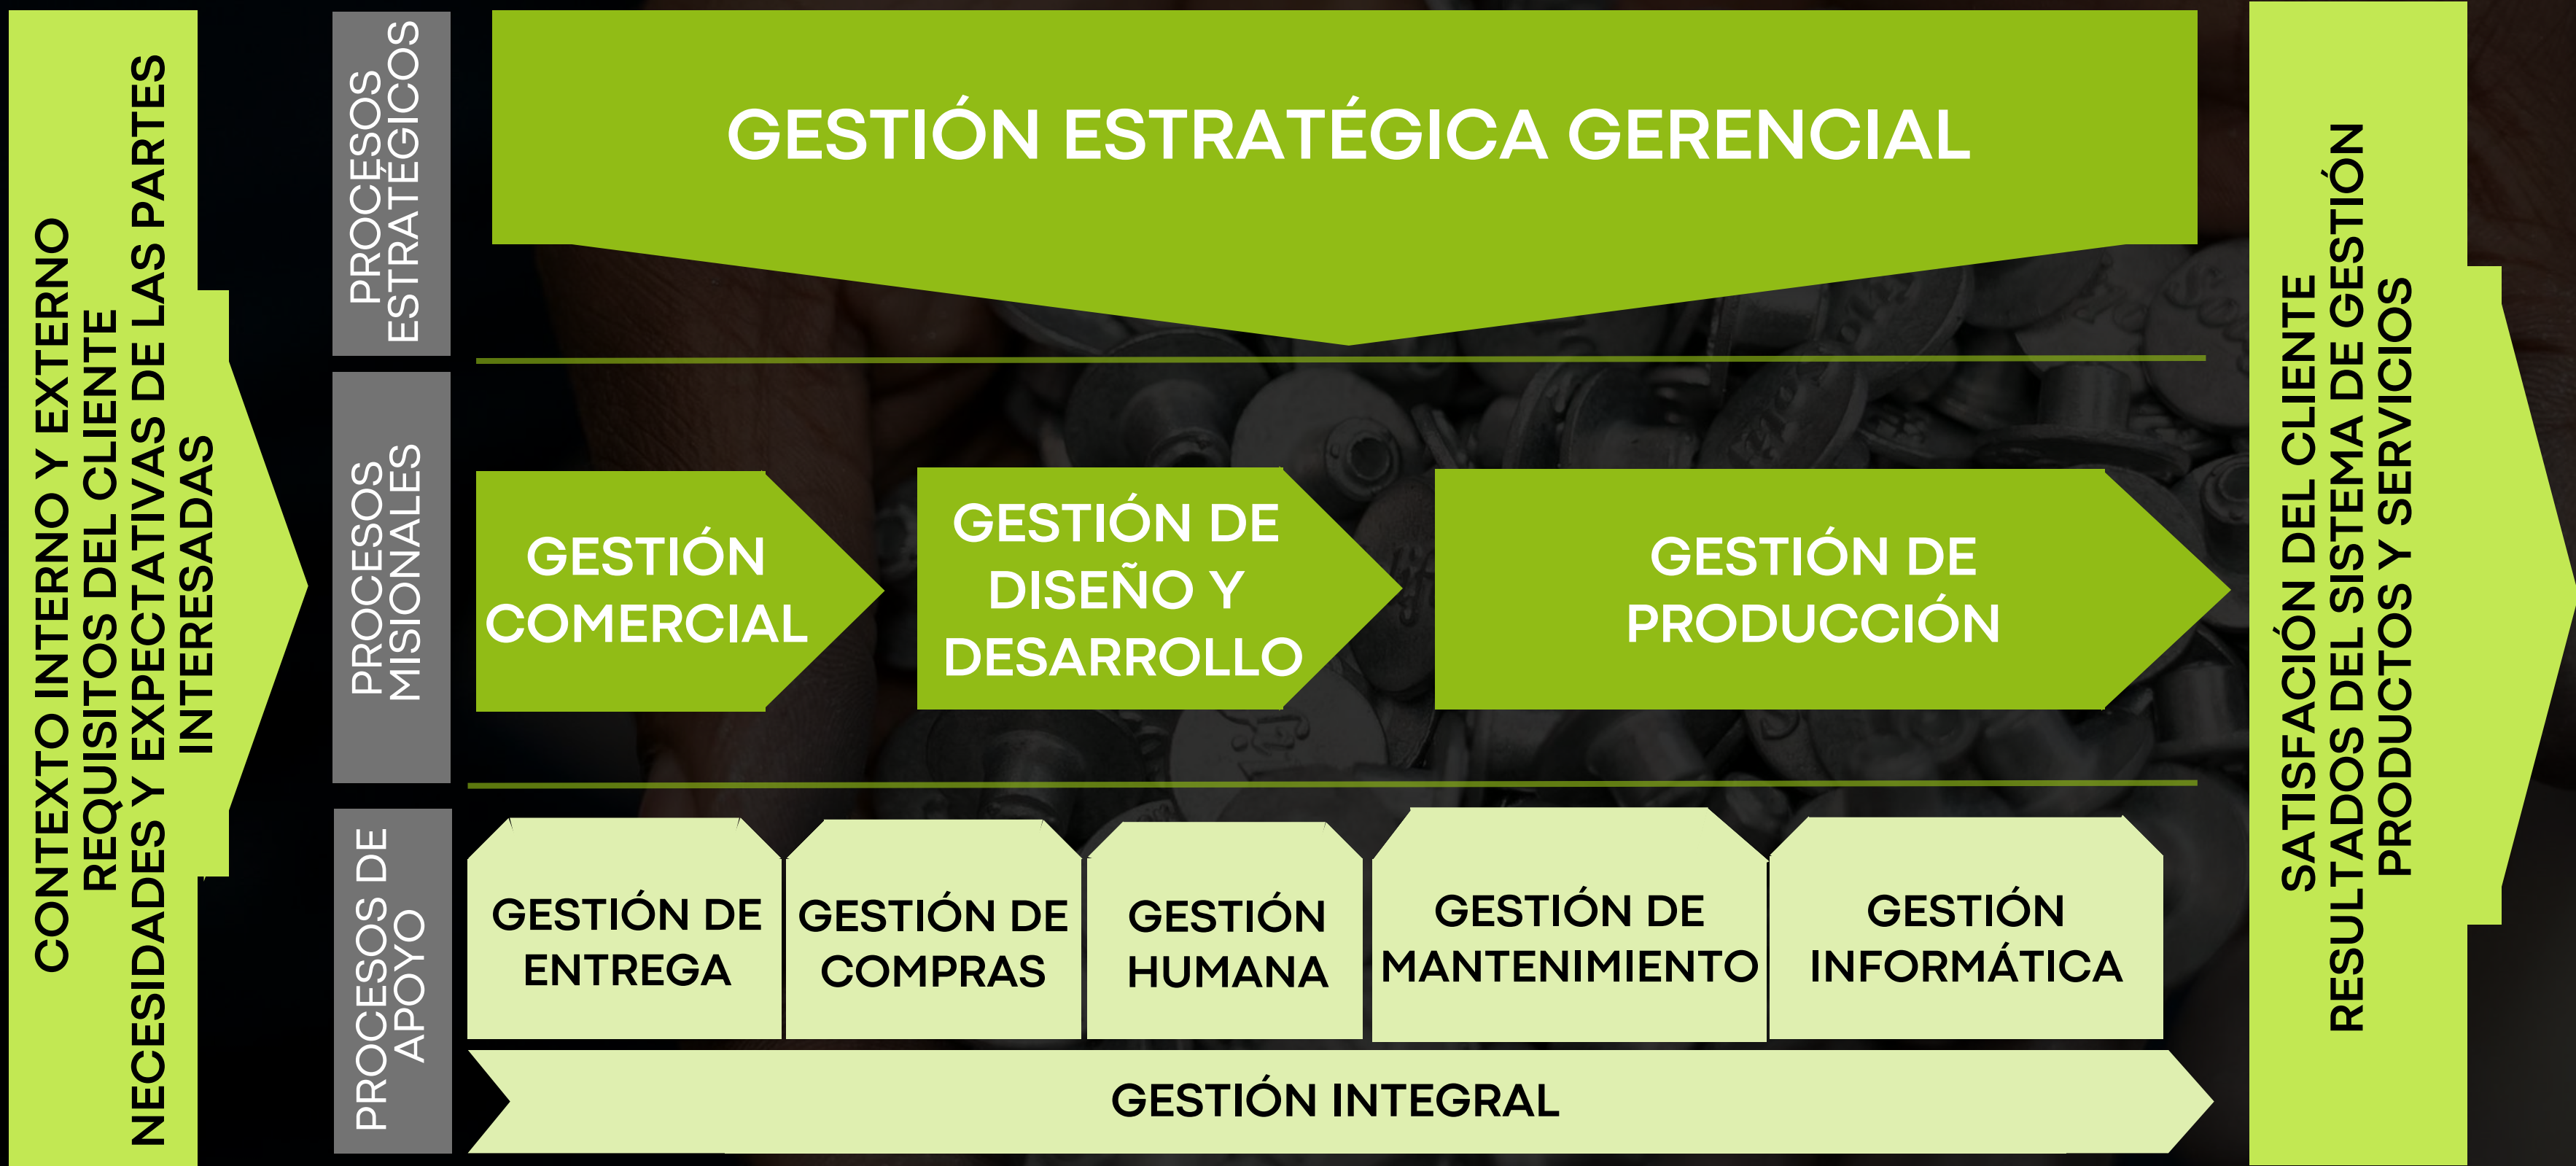 CONTEXTO INTERNO Y EXTERNO
REQUISITOS DEL CLIENTE
NECESIDADES Y EXPECTATIVAS DE LAS PARTES
INTERESADAS
PROCESOS
ESTRATÉGICOS
GESTIÓN ESTRATÉGICA GERENCIAL
PROCESOS
MISIONALES
GESTIÓN
COMERCIAL
GESTIÓN DE
DISEÑO Y
DESARROLLO
GESTIÓN DE
PRODUCCIÓN
PROCESOS DE
APOYO
GESTIÓN DE
ENTREGA
GESTIÓN DE
COMPRAS
GESTIÓN
HUMANA
GESTIÓN DE
MANTENIMIENTO
GESTIÓN
INFORMÁTICA
GESTIÓN INTEGRAL
SATISFACIÓN DEL CLIENTE
RESULTADOS DEL SISTEMA DE GESTIÓN
PRODUCTOS Y SERVICIOS